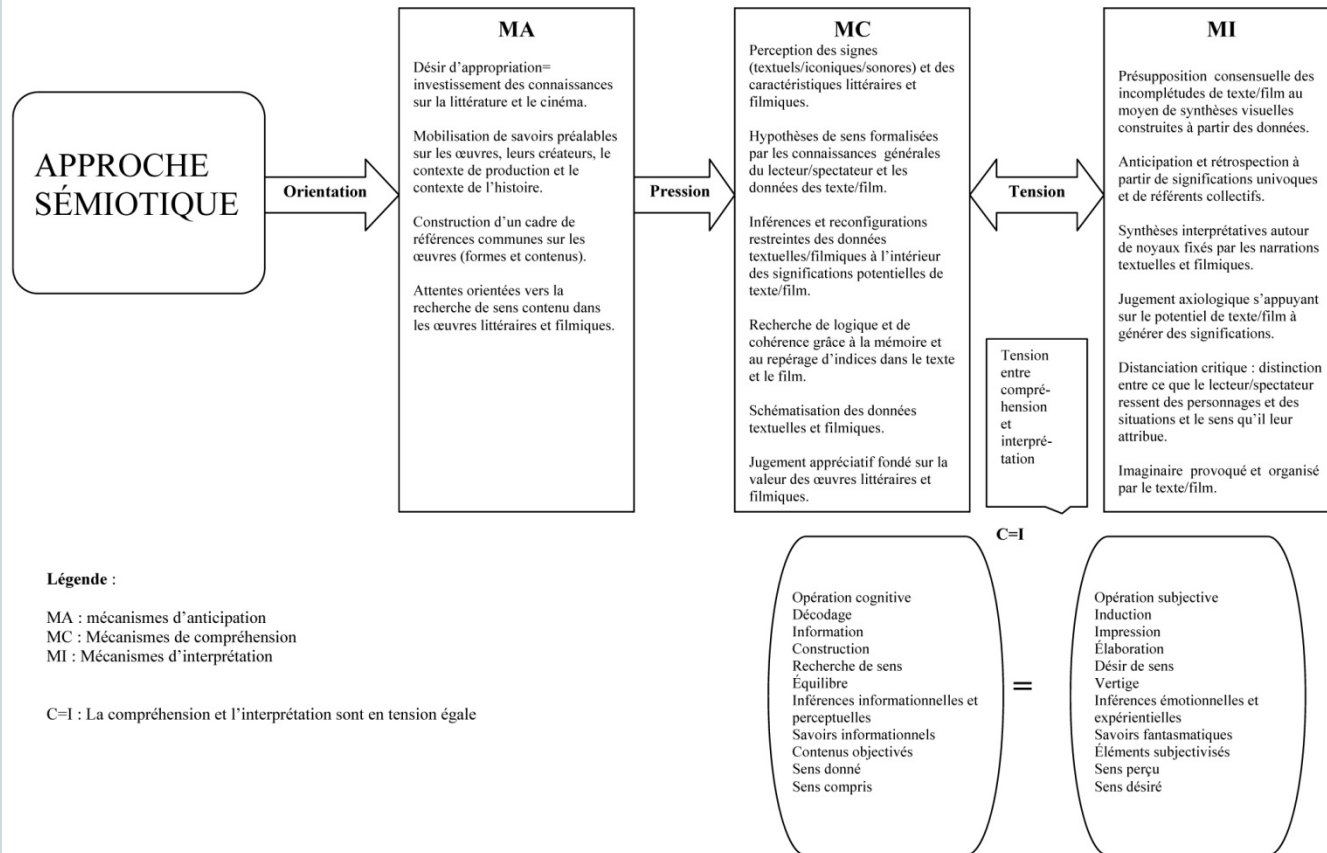 APPROCHE
SÉMIOTIQUE
Orientation
MA
Désir d’appropriation=
investissement des connaissances
sur la littérature et le cinéma.
Mobilisation de savoirs préalables
sur les œuvres, leurs créateurs, le
contexte de production et le
contexte de l’histoire.
Construction d’un cadre de
références communes sur les
œuvres (formes et contenus).
Attentes orientées vers la
recherche de sens contenu dans
les œuvres littéraires et filmiques.
Pression
MC
Perception des signes
(textuels/iconiques/sonores) et des
caractéristiques littéraires et
filmiques.
Hypothèses de sens formalisées
par les connaissances générales
du lecteur/spectateur et les
données des texte/film.
Inférences et reconfigurations
restreintes des données
textuelles/filmiques à l’intérieur
des significations potentielles de
texte/film.
Recherche de logique et de
cohérence grâce à la mémoire et
au repérage d’indices dans le texte
et le film.
Schématisation des données
textuelles et filmiques.
Jugement appréciatif fondé sur la
valeur des œuvres littéraires et
filmiques.
Tension
Tension
entre
compré-
hension
et
interpré-
tation
MI
Présupposition consensuelle des
incomplétudes de texte/film au
moyen de synthèses visuelles
construites à partir des données.
Anticipation et rétrospection à
partir de significations univoques
et de référents collectifs.
Synthèses interprétatives autour
de noyaux fixés par les narrations
textuelles et filmiques.
Jugement axiologique s’appuyant
sur le potentiel de texte/film à
générer des significations.
Distanciation critique : distinction
entre ce que le lecteur/spectateur
ressent des personnages et des
situations et le sens qu’il leur
attribue.
Imaginaire provoqué et organisé
par le texte/film.
C=I
Légende :
MA : mécanismes d’anticipation
MC : Mécanismes de compréhension
MI : Mécanismes d’interprétation
C=I : La compréhension et l’interprétation sont en tension égale
Opération cognitive
Décodage
Information
Construction
Recherche de sens
Équilibre
Inférences informationnelles et
perceptuelles
Savoirs informationnels
Contenus objectivés
Sens donné
Sens compris
=
Opération subjective
Induction
Impression
Élaboration
Désir de sens
Vertige
Inférences émotionnelles et
expérientielles
Savoirs fantasmatiques
Éléments subjectivisés
Sens perçu
Sens désiré